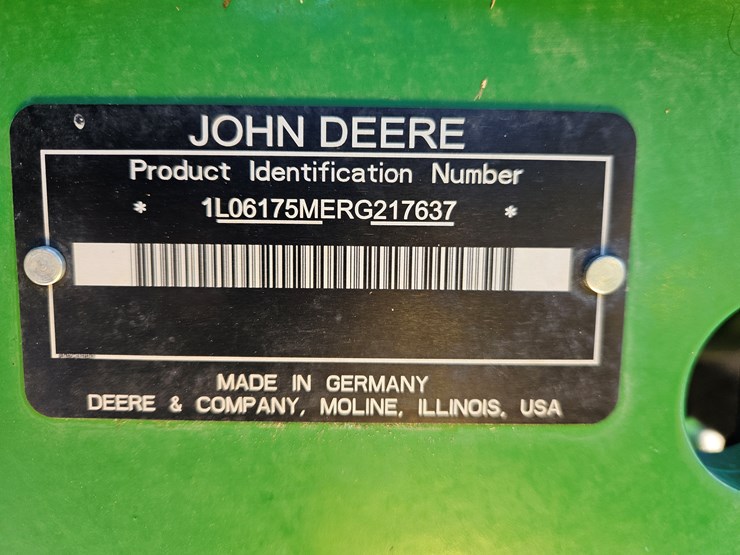 JOHN DEERE
Product Identification Number
* 1L06175MERG217637 *
MADE IN GERMANY
DEERE & COMPANY, MOLINE, ILLINOIS, USA